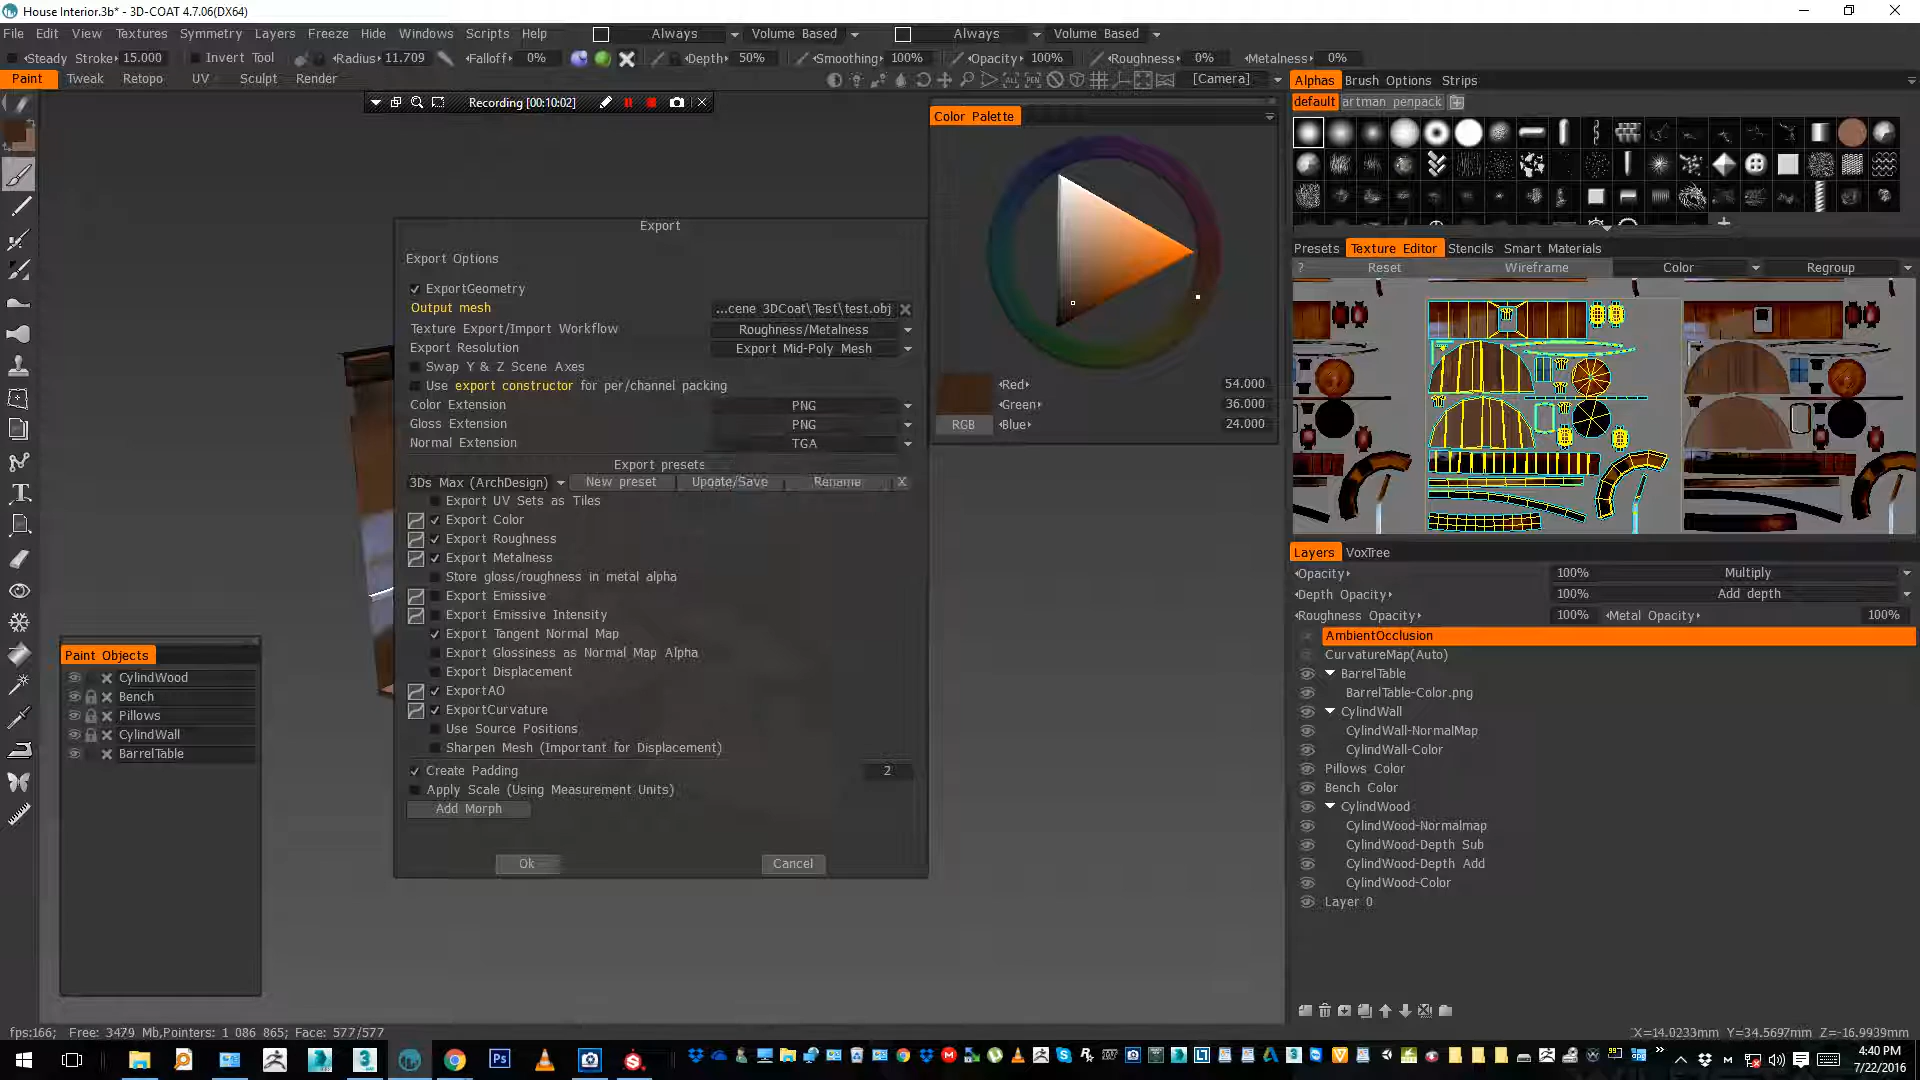 House Interior.3b* - 3D-COAT 4.7.06(DX64)
File Edit View Textures Symmetry Layers Freeze Hide Windows Scripts Help Always Volume Based Always Volume Based
Steady Stroke 15.000 Invert Tool Radius 11.709 Falloff 0% Depth 50% Smoothing 100% Opacity 100% Roughness 0% Metalness 0%
Paint Tweak Retopo UV Sculpt Render [Camera]
Alphas Brush Options Strips
default artman penpack
Recording [00:10:02]
Color Palette
Red 54.000
Green 36.000
RGB Blue 24.000
Export
Export Options
ExportGeometry
Output mesh ...cene 3DCoat\Test\test.obj
Texture Export/Import Workflow Roughness/Metalness
Export Resolution Export Mid-Poly Mesh
Swap Y & Z Scene Axes
Use export constructor for per/channel packing
Color Extension PNG
Gloss Extension PNG
Normal Extension TGA
Export presets
3Ds Max (ArchDesign) New preset Update/Save Rename X
Export UV Sets as Tiles
Export Color
Export Roughness
Export Metalness
Store gloss/roughness in metal alpha
Export Emissive
Export Emissive Intensity
Export Tangent Normal Map
Export Glossiness as Normal Map Alpha
Export Displacement
ExportAO
ExportCurvature
Use Source Positions
Sharpen Mesh (Important for Displacement)
Create Padding 2
Apply Scale (Using Measurement Units)
Add Morph
Ok Cancel
Paint Objects
CylindWood
Bench
Pillows
CylindWall
BarrelTable
Presets Texture Editor Stencils Smart Materials
? Reset Wireframe Color Regroup
Layers VoxTree
Opacity 100% Multiply
Depth Opacity 100% Add depth
Roughness Opacity 100% Metal Opacity 100%
AmbientOcclusion
CurvatureMap(Auto)
BarrelTable
BarrelTable-Color.png
CylindWall
CylindWall-NormalMap
CylindWall-Color
Pillows Color
Bench Color
CylindWood
CylindWood-Normalmap
CylindWood-Depth Sub
CylindWood-Depth Add
CylindWood-Color
Layer 0
fps:166; Free: 3479 Mb,Pointers: 1 086 865; Face: 577/577
X=14.0233mm Y=34.5697mm Z=-16.9939mm
4:40 PM
7/22/2016